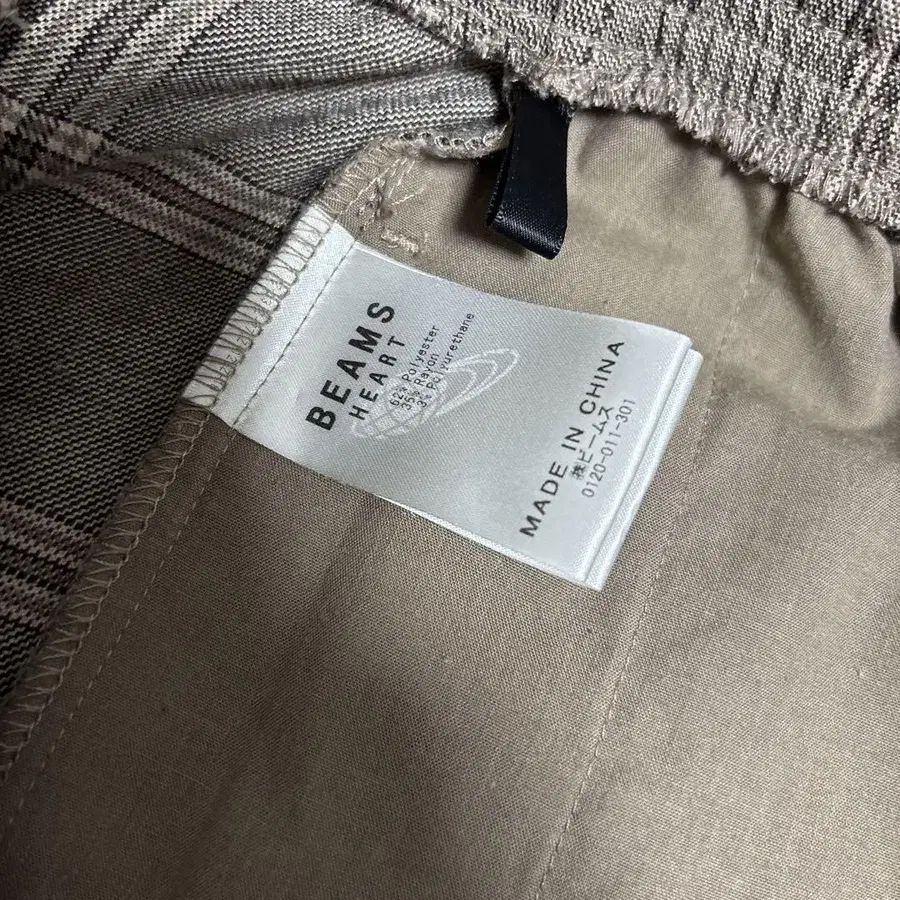 BEAMS
HEART
62% Polyester
35% Rayon
3% Polyurethane
MADE IN CHINA
㈱ビームス
0120-011-301